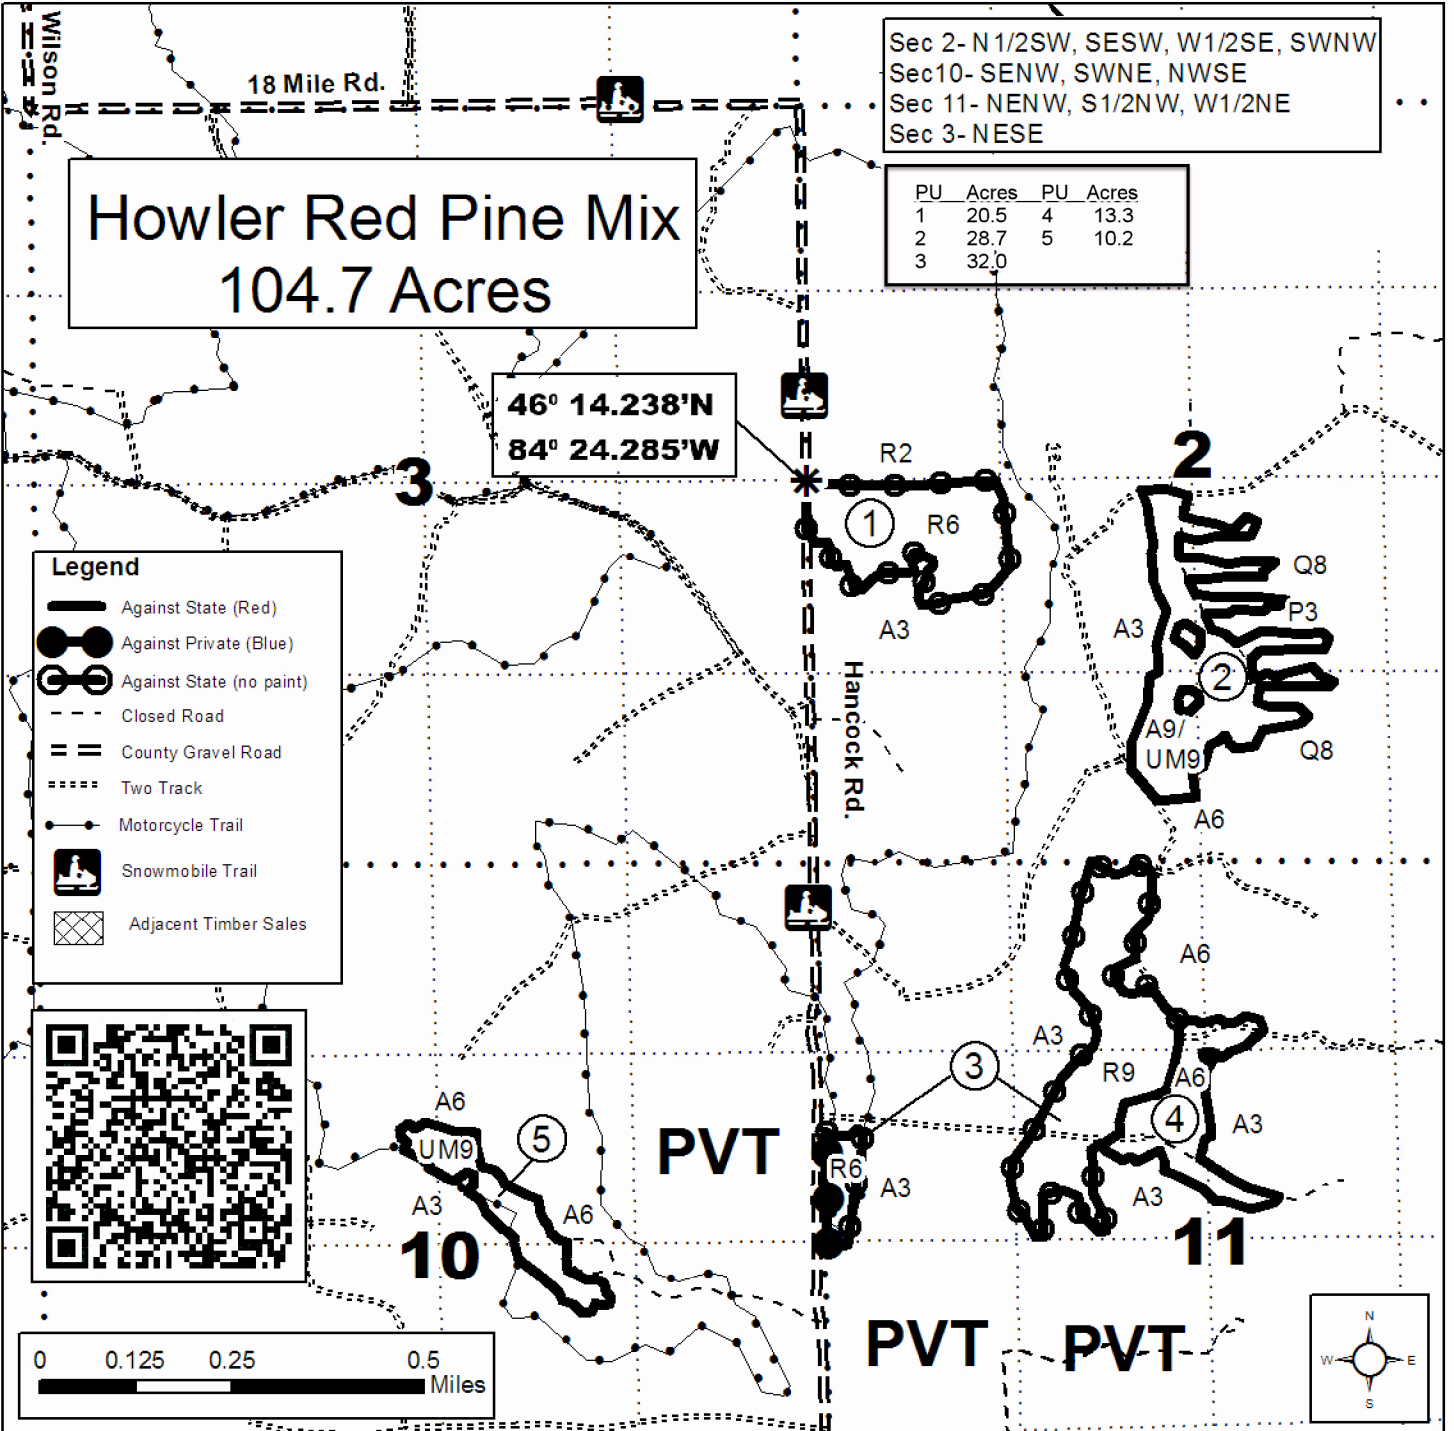 Wilson Rd.
18 Mile Rd.
Sec 2- N1/2SW, SESW, W1/2SE, SWNW
Sec10- SENW, SWNE, NWSE
Sec 11- NENW, S1/2NW, W1/2NE
Sec 3- NESE
Howler Red Pine Mix
104.7 Acres
PU Acres PU Acres
1 20.5 4 13.3
2 28.7 5 10.2
3 32.0
46⁰ 14.238’N
84⁰ 24.285’W
3
2
R2
1
R6
A3
Q8
P3
A3
2
A9/
UM9
Q8
A6
Hancock Rd.
Legend
Against State (Red)
Against Private (Blue)
Against State (no paint)
Closed Road
County Gravel Road
Two Track
Motorcycle Trail
Snowmobile Trail
Adjacent Timber Sales
A6
A3
R9
A6
3
4
A3
A3
11
A6
UM9
5
A3
A6
10
PVT
R6
A3
PVT
PVT
0 0.125 0.25 0.5
Miles
N
W E
S